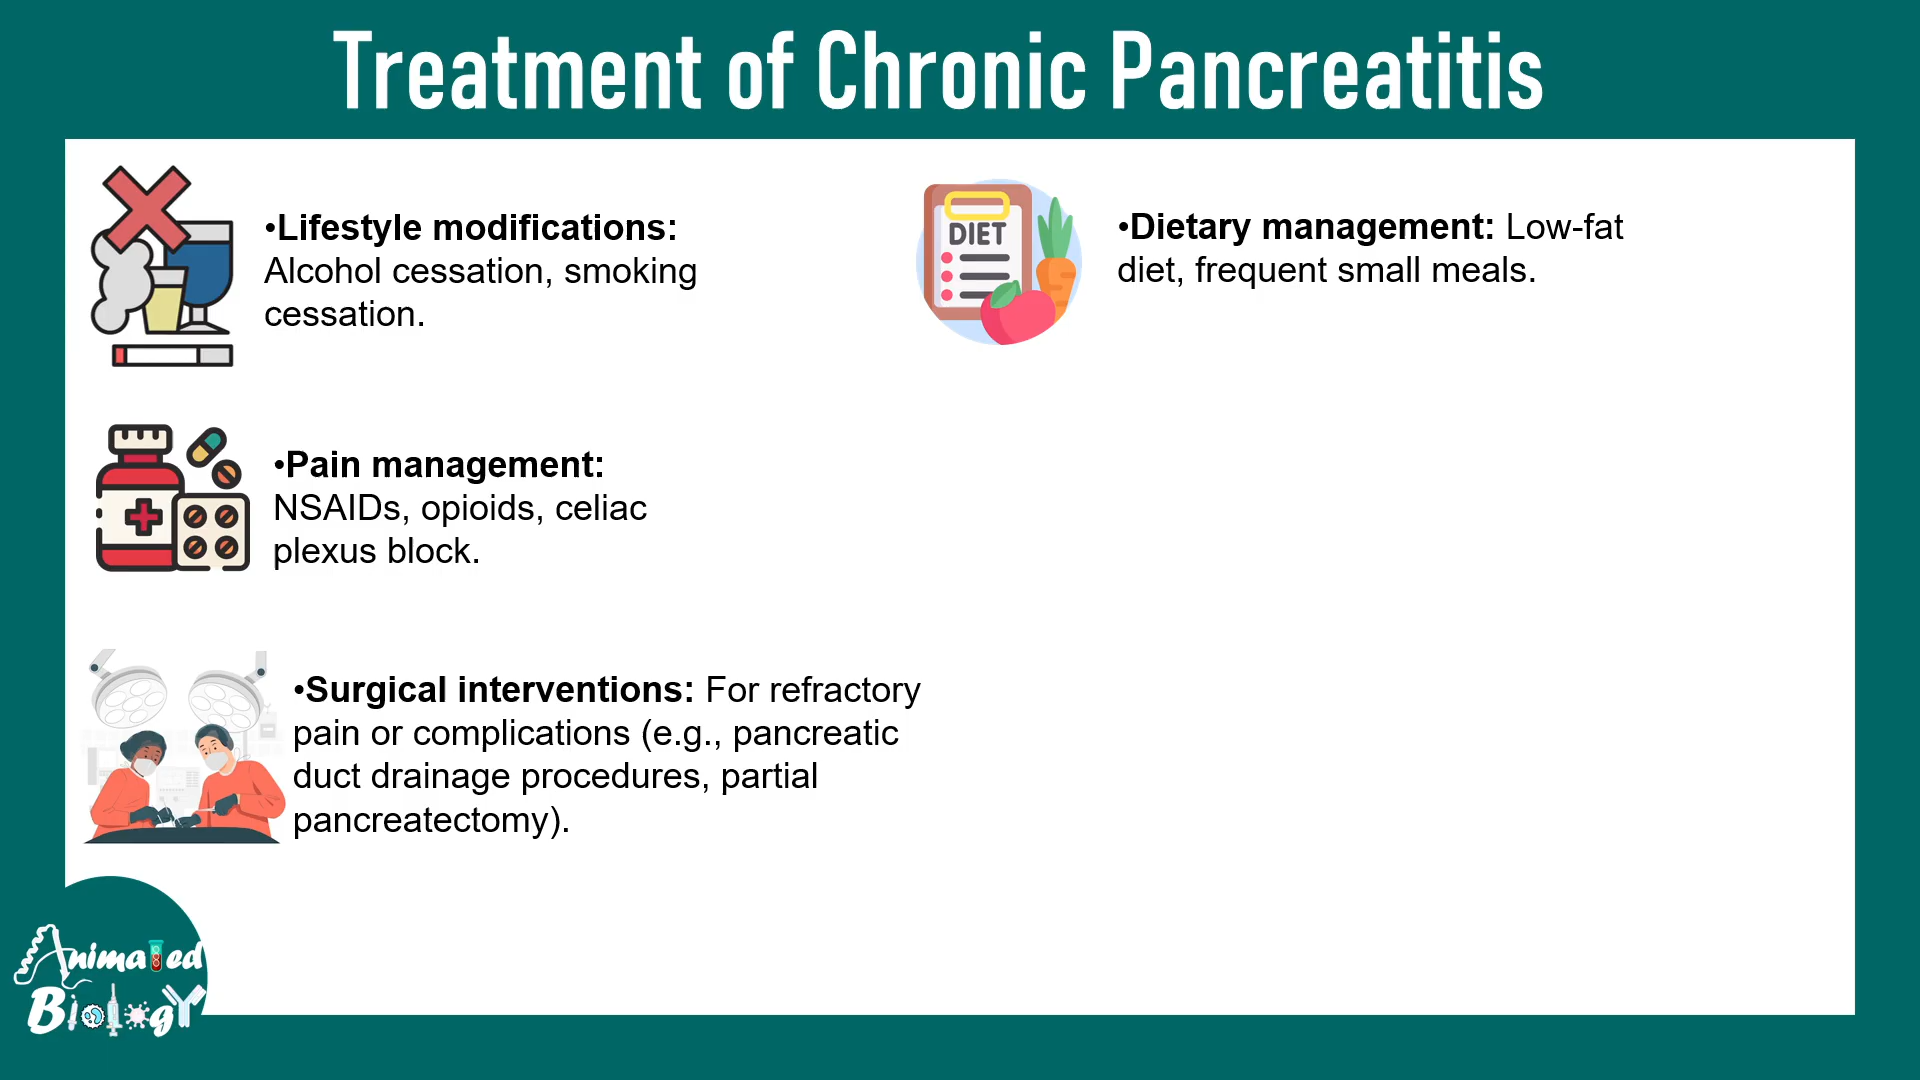 Treatment of Chronic Pancreatitis
•Lifestyle modifications:
Alcohol cessation, smoking
cessation.
DIET
•Dietary management: Low-fat
diet, frequent small meals.
•Pain management:
NSAIDs, opioids, celiac
plexus block.
•Surgical interventions: For refractory
pain or complications (e.g., pancreatic
duct drainage procedures, partial
pancreatectomy).
Animated
Biology